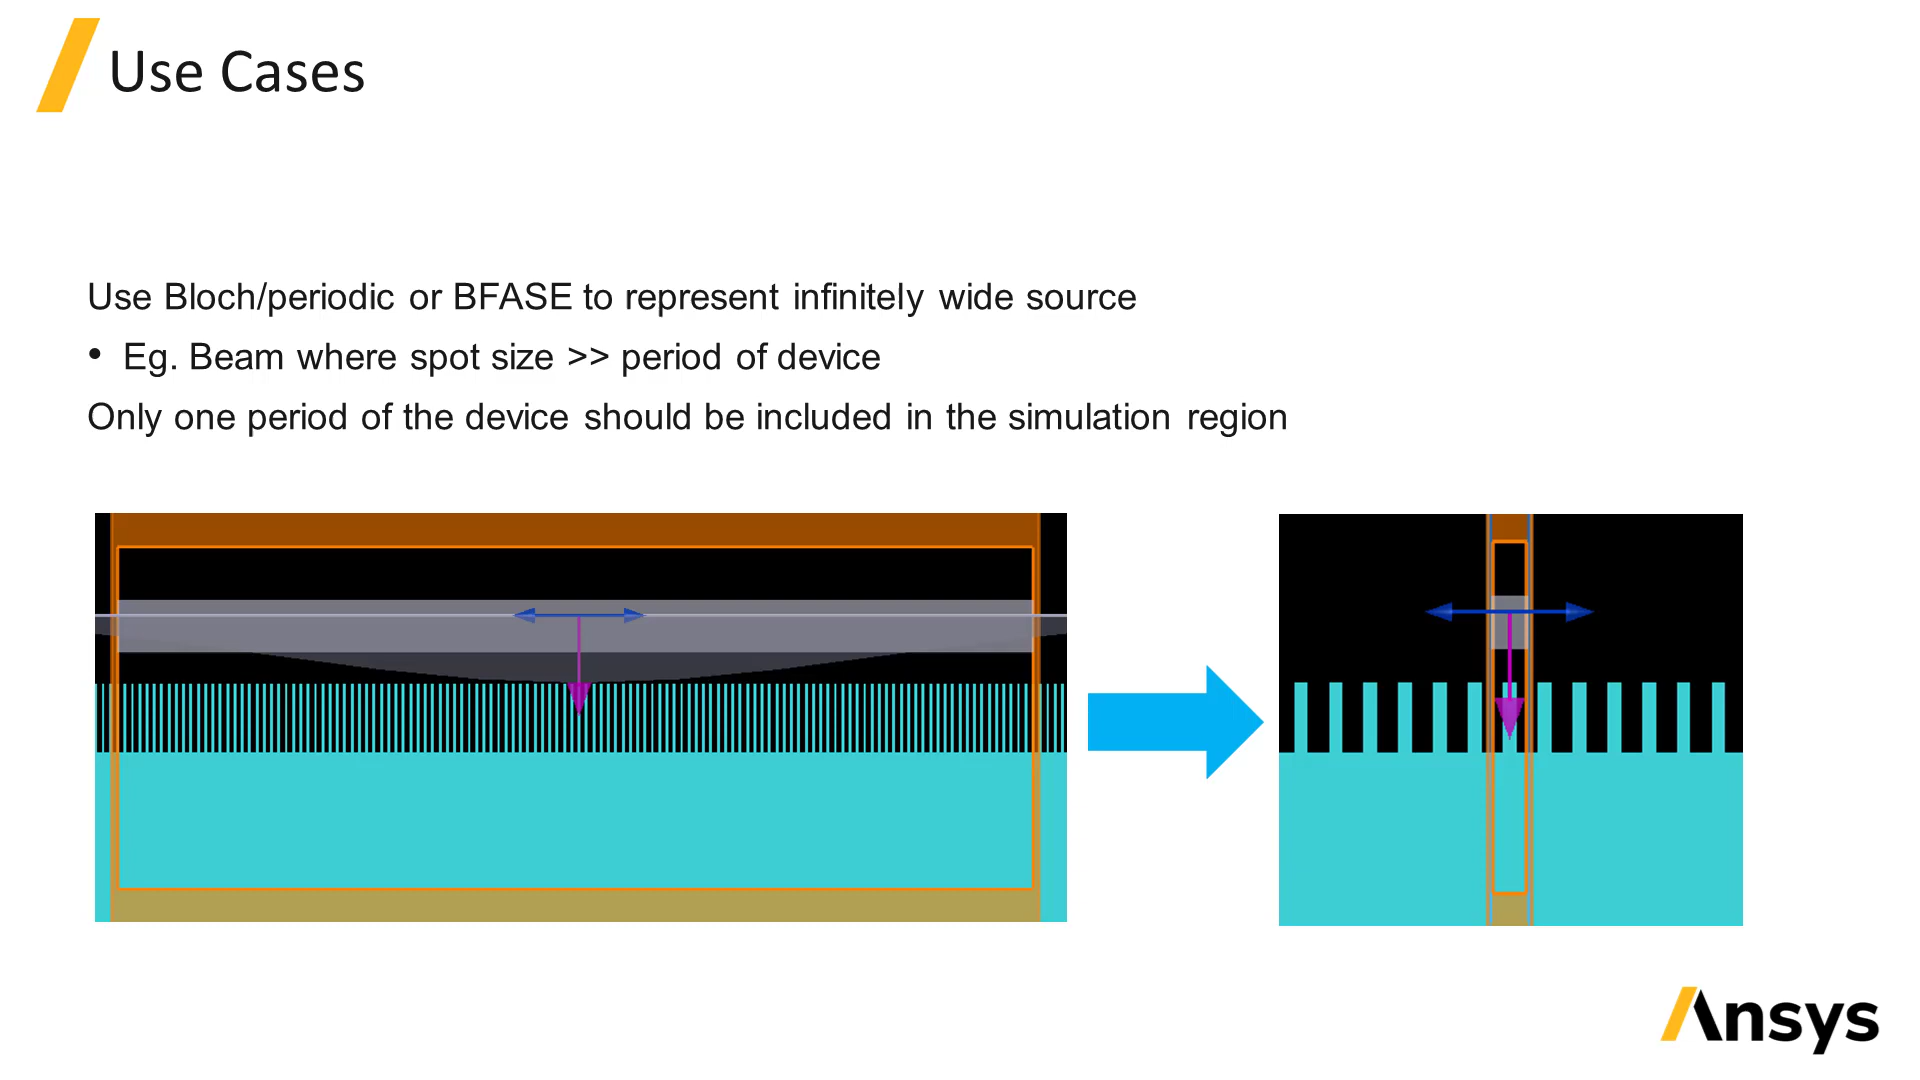 Use Cases
Use Bloch/periodic or BFASE to represent infinitely wide source
• Eg. Beam where spot size >> period of device
Only one period of the device should be included in the simulation region
Ansys